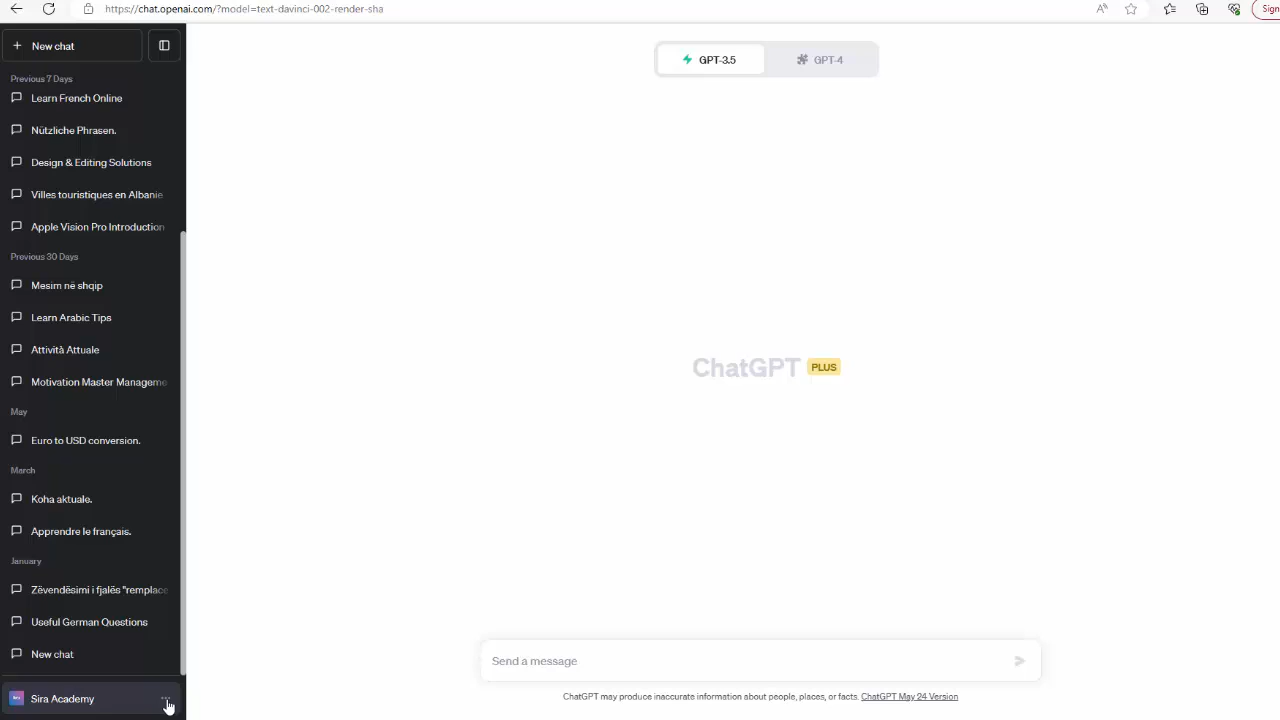 https://chat.openai.com/?model=text-davinci-002-render-sha
Sign
New chat
Previous 7 Days
Learn French Online
Nützliche Phrasen.
Design & Editing Solutions
Villes touristiques en Albanie
Apple Vision Pro Introduction
Previous 30 Days
Mesim në shqip
Learn Arabic Tips
Attività Attuale
Motivation Master Manageme
May
Euro to USD conversion.
March
Koha aktuale.
Apprendre le français.
January
Zëvendësimi i fjalës "remplace
Useful German Questions
New chat
Sira Academy
GPT-3.5
GPT-4
ChatGPT PLUS
Send a message
ChatGPT may produce inaccurate information about people, places, or facts. ChatGPT May 24 Version